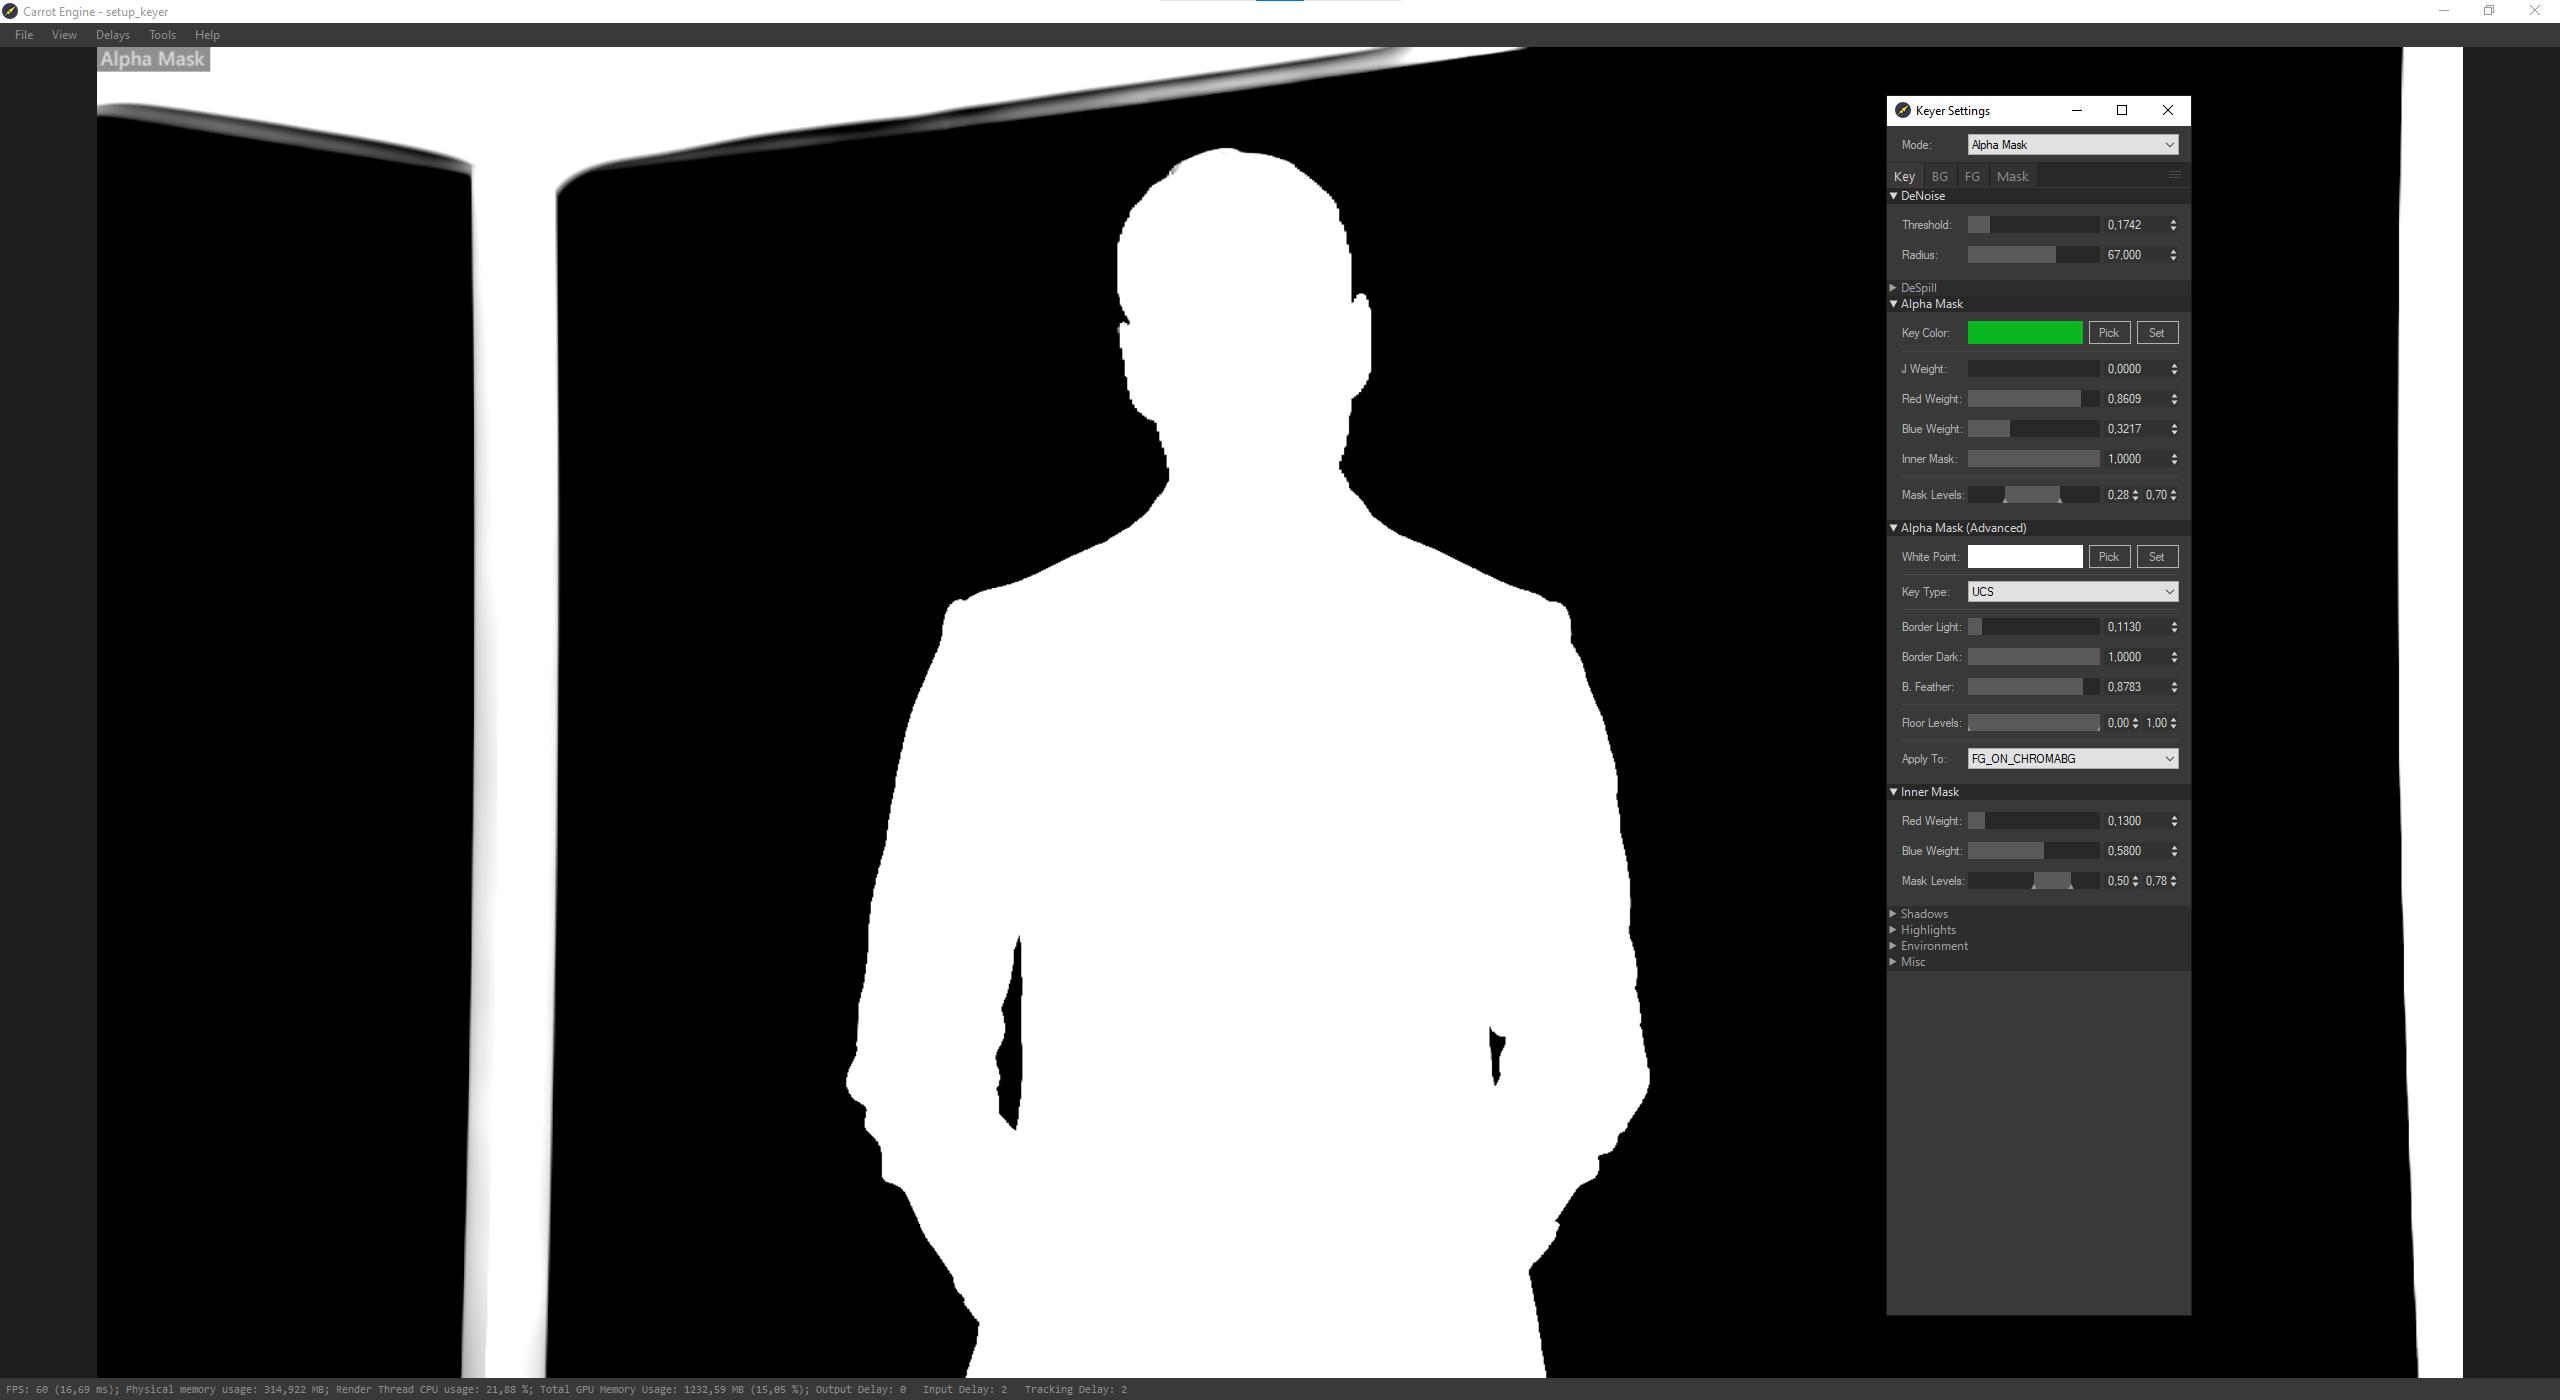 Carrot Engine - setup_keyer
File View Delays Tools Help
Alpha Mask
Keyer Settings
Mode: Alpha Mask
Key BG FG Mask
DeNoise
Threshold: 0,1742
Radius: 67,000
DeSpill
Alpha Mask
Key Color: Pick Set
J Weight: 0,0000
Red Weight: 0,8609
Blue Weight: 0,3217
Inner Mask: 1,0000
Mask Levels: 0,28 0,70
Alpha Mask (Advanced)
White Point: Pick Set
Key Type: UCS
Border Light: 0,1130
Border Dark: 1,0000
B. Feather: 0,8783
Floor Levels: 0,00 1,00
Apply To: FG_ON_CHROMABG
Inner Mask
Red Weight: 0,1300
Blue Weight: 0,5800
Mask Levels: 0,50 0,78
Shadows
Highlights
Environment
Misc
FPS: 60 (16,69 ms); Physical memory usage: 314,922 MB; Render Thread CPU usage: 21,88 %; Total GPU Memory Usage: 1232,59 MB (15,05 %); Output Delay: 0 Input Delay: 2 Tracking Delay: 2